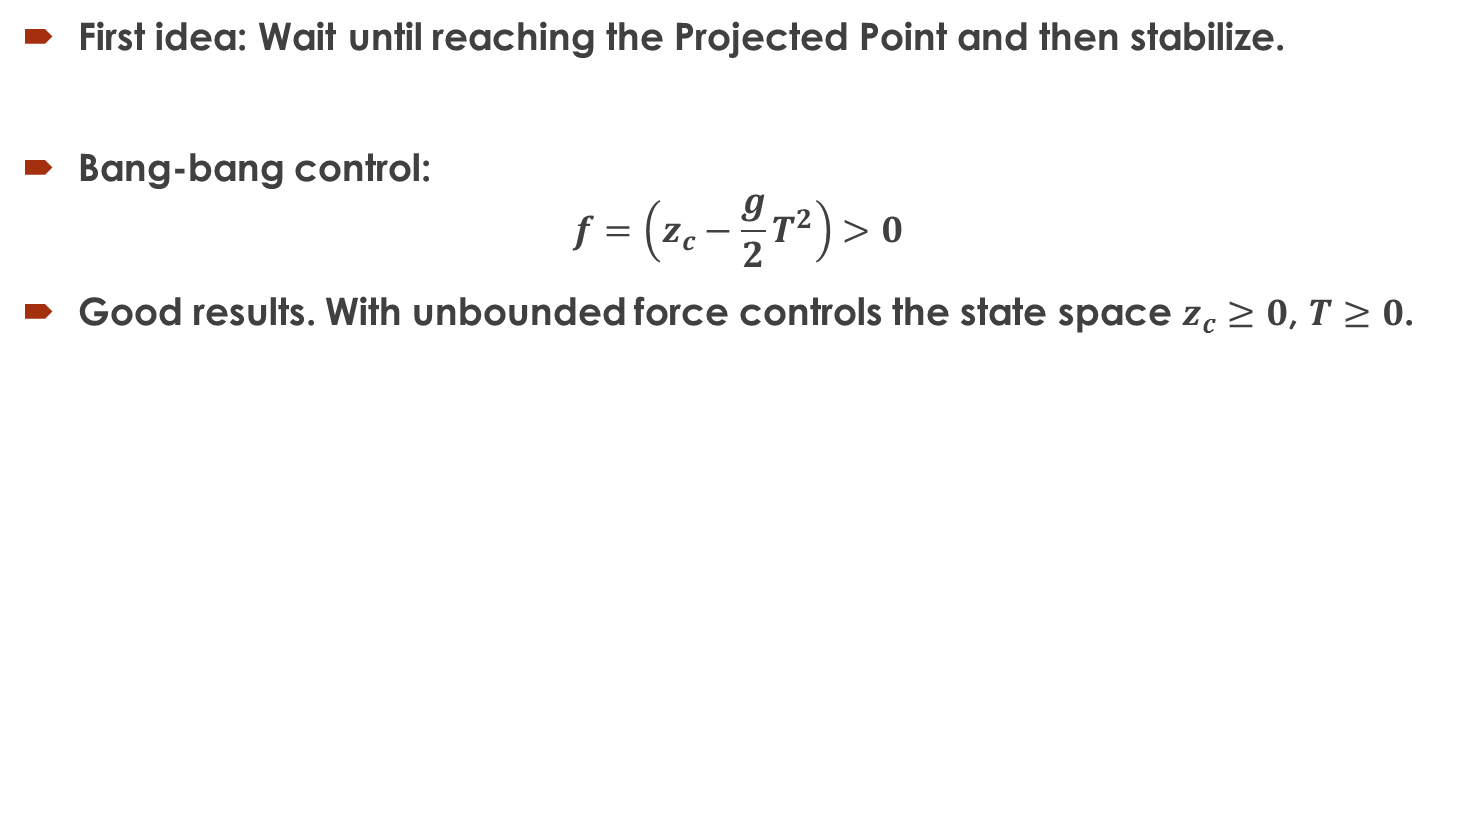 First idea: Wait until reaching the Projected Point and then stabilize.
Bang-bang control:
f = (z_c − g/2 T²) > 0
Good results. With unbounded force controls the state space z_c ≥ 0, T ≥ 0.